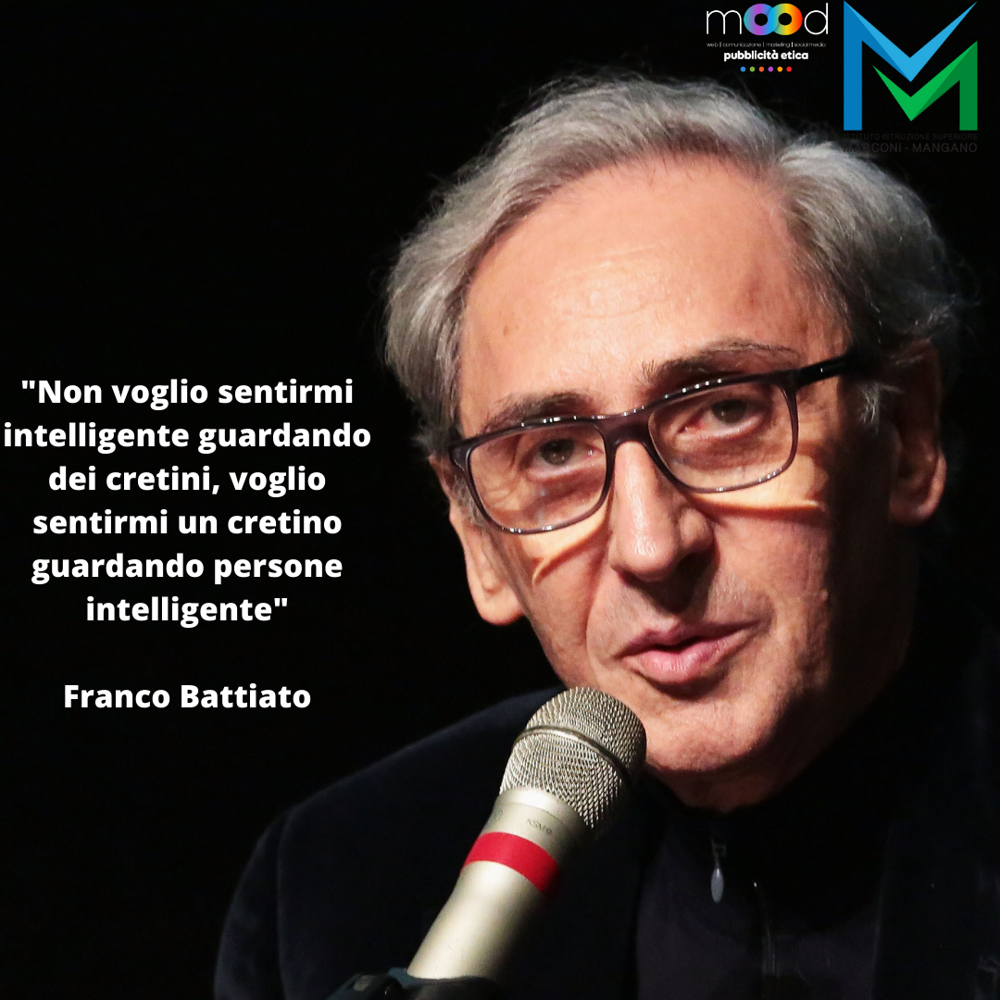 mood
web | comunicazione | marketing | socialmedia
pubblicità etica
ISTITUTO ISTRUZIONE SUPERIORE
MARCONI - MANGANO
"Non voglio sentirmi
intelligente guardando
dei cretini, voglio
sentirmi un cretino
guardando persone
intelligente"
Franco Battiato
KSM9